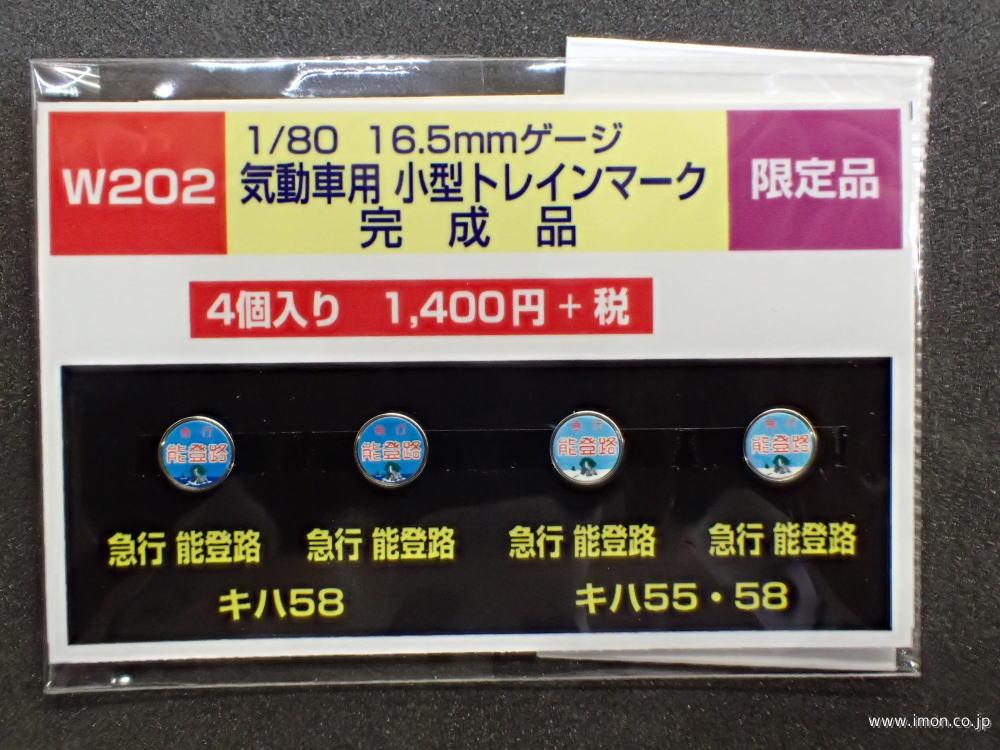 W202
1/80 16.5mmゲージ
気動車用 小型トレインマーク
完成品
限定品
4個入り 1,400円+税
急行
能登路
急行
能登路
急行
能登路
急行
能登路
急行 能登路 急行 能登路 急行 能登路 急行 能登路
キハ58 キハ55・58
www.imon.co.jp